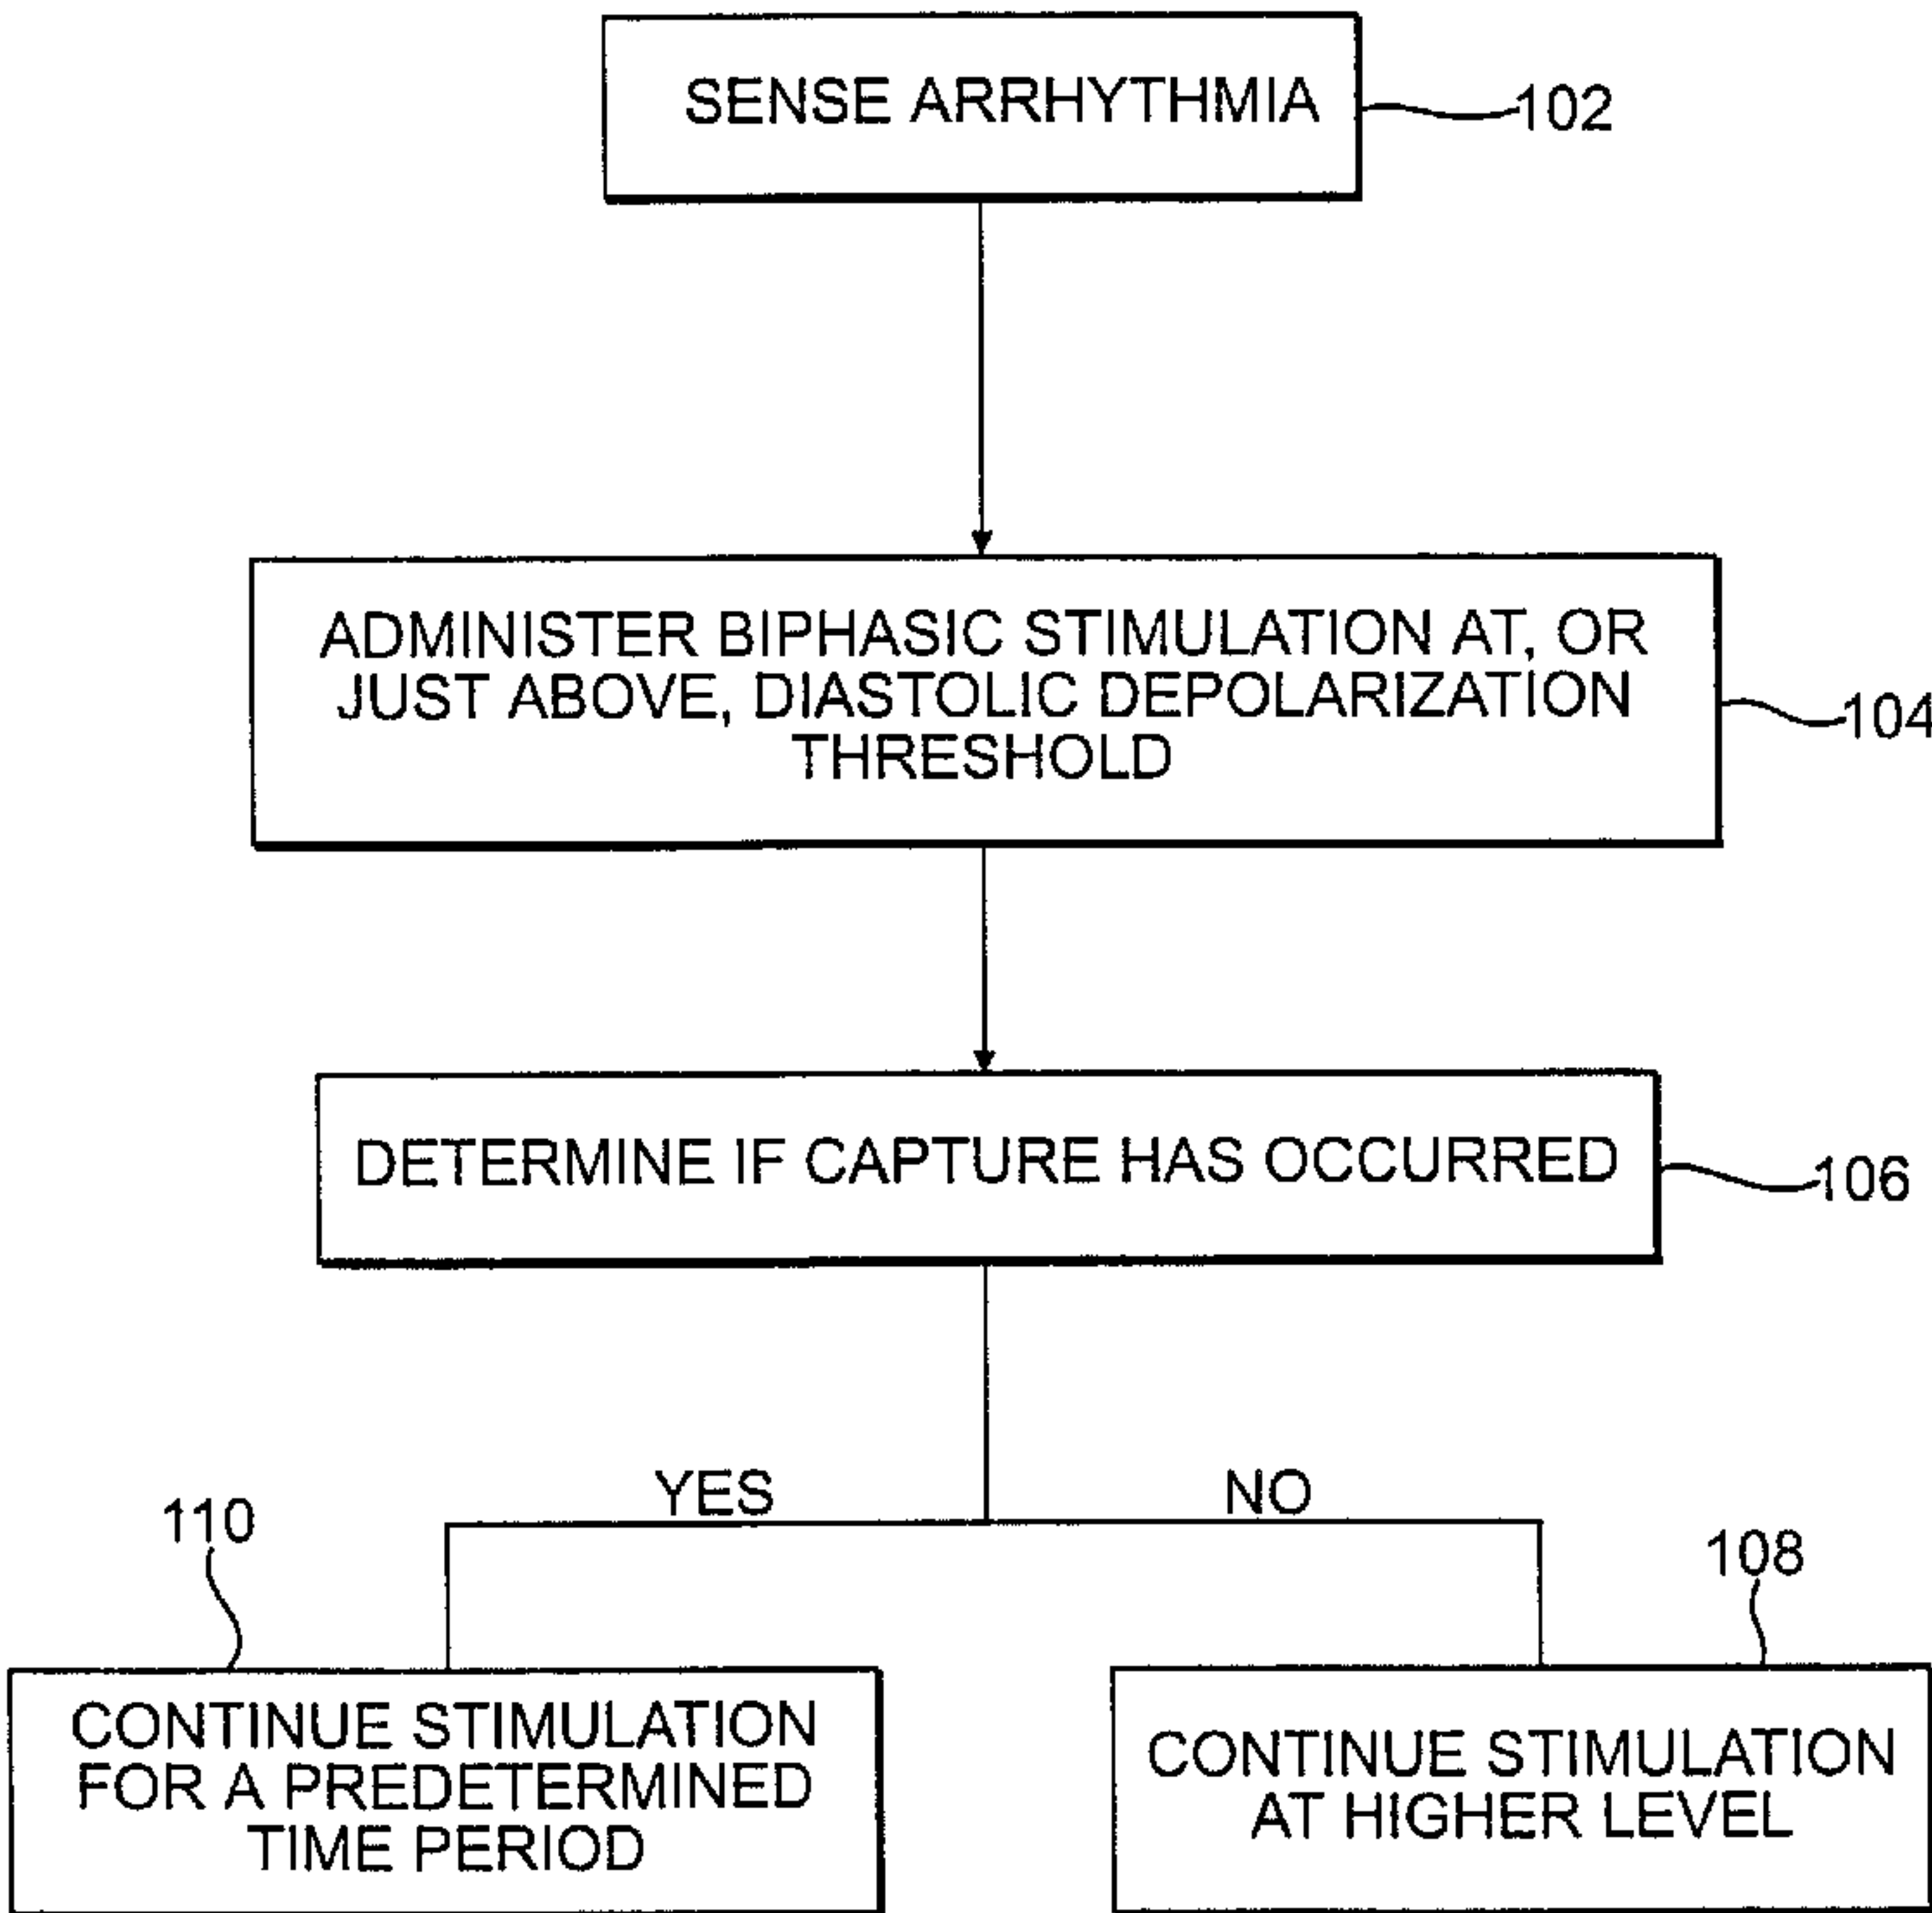 SENSE ARRHYTHMIA
102
ADMINISTER BIPHASIC STIMULATION AT, OR
JUST ABOVE, DIASTOLIC DEPOLARIZATION
THRESHOLD
104
DETERMINE IF CAPTURE HAS OCCURRED
106
YES
NO
110
108
CONTINUE STIMULATION
FOR A PREDETERMINED
TIME PERIOD
CONTINUE STIMULATION
AT HIGHER LEVEL